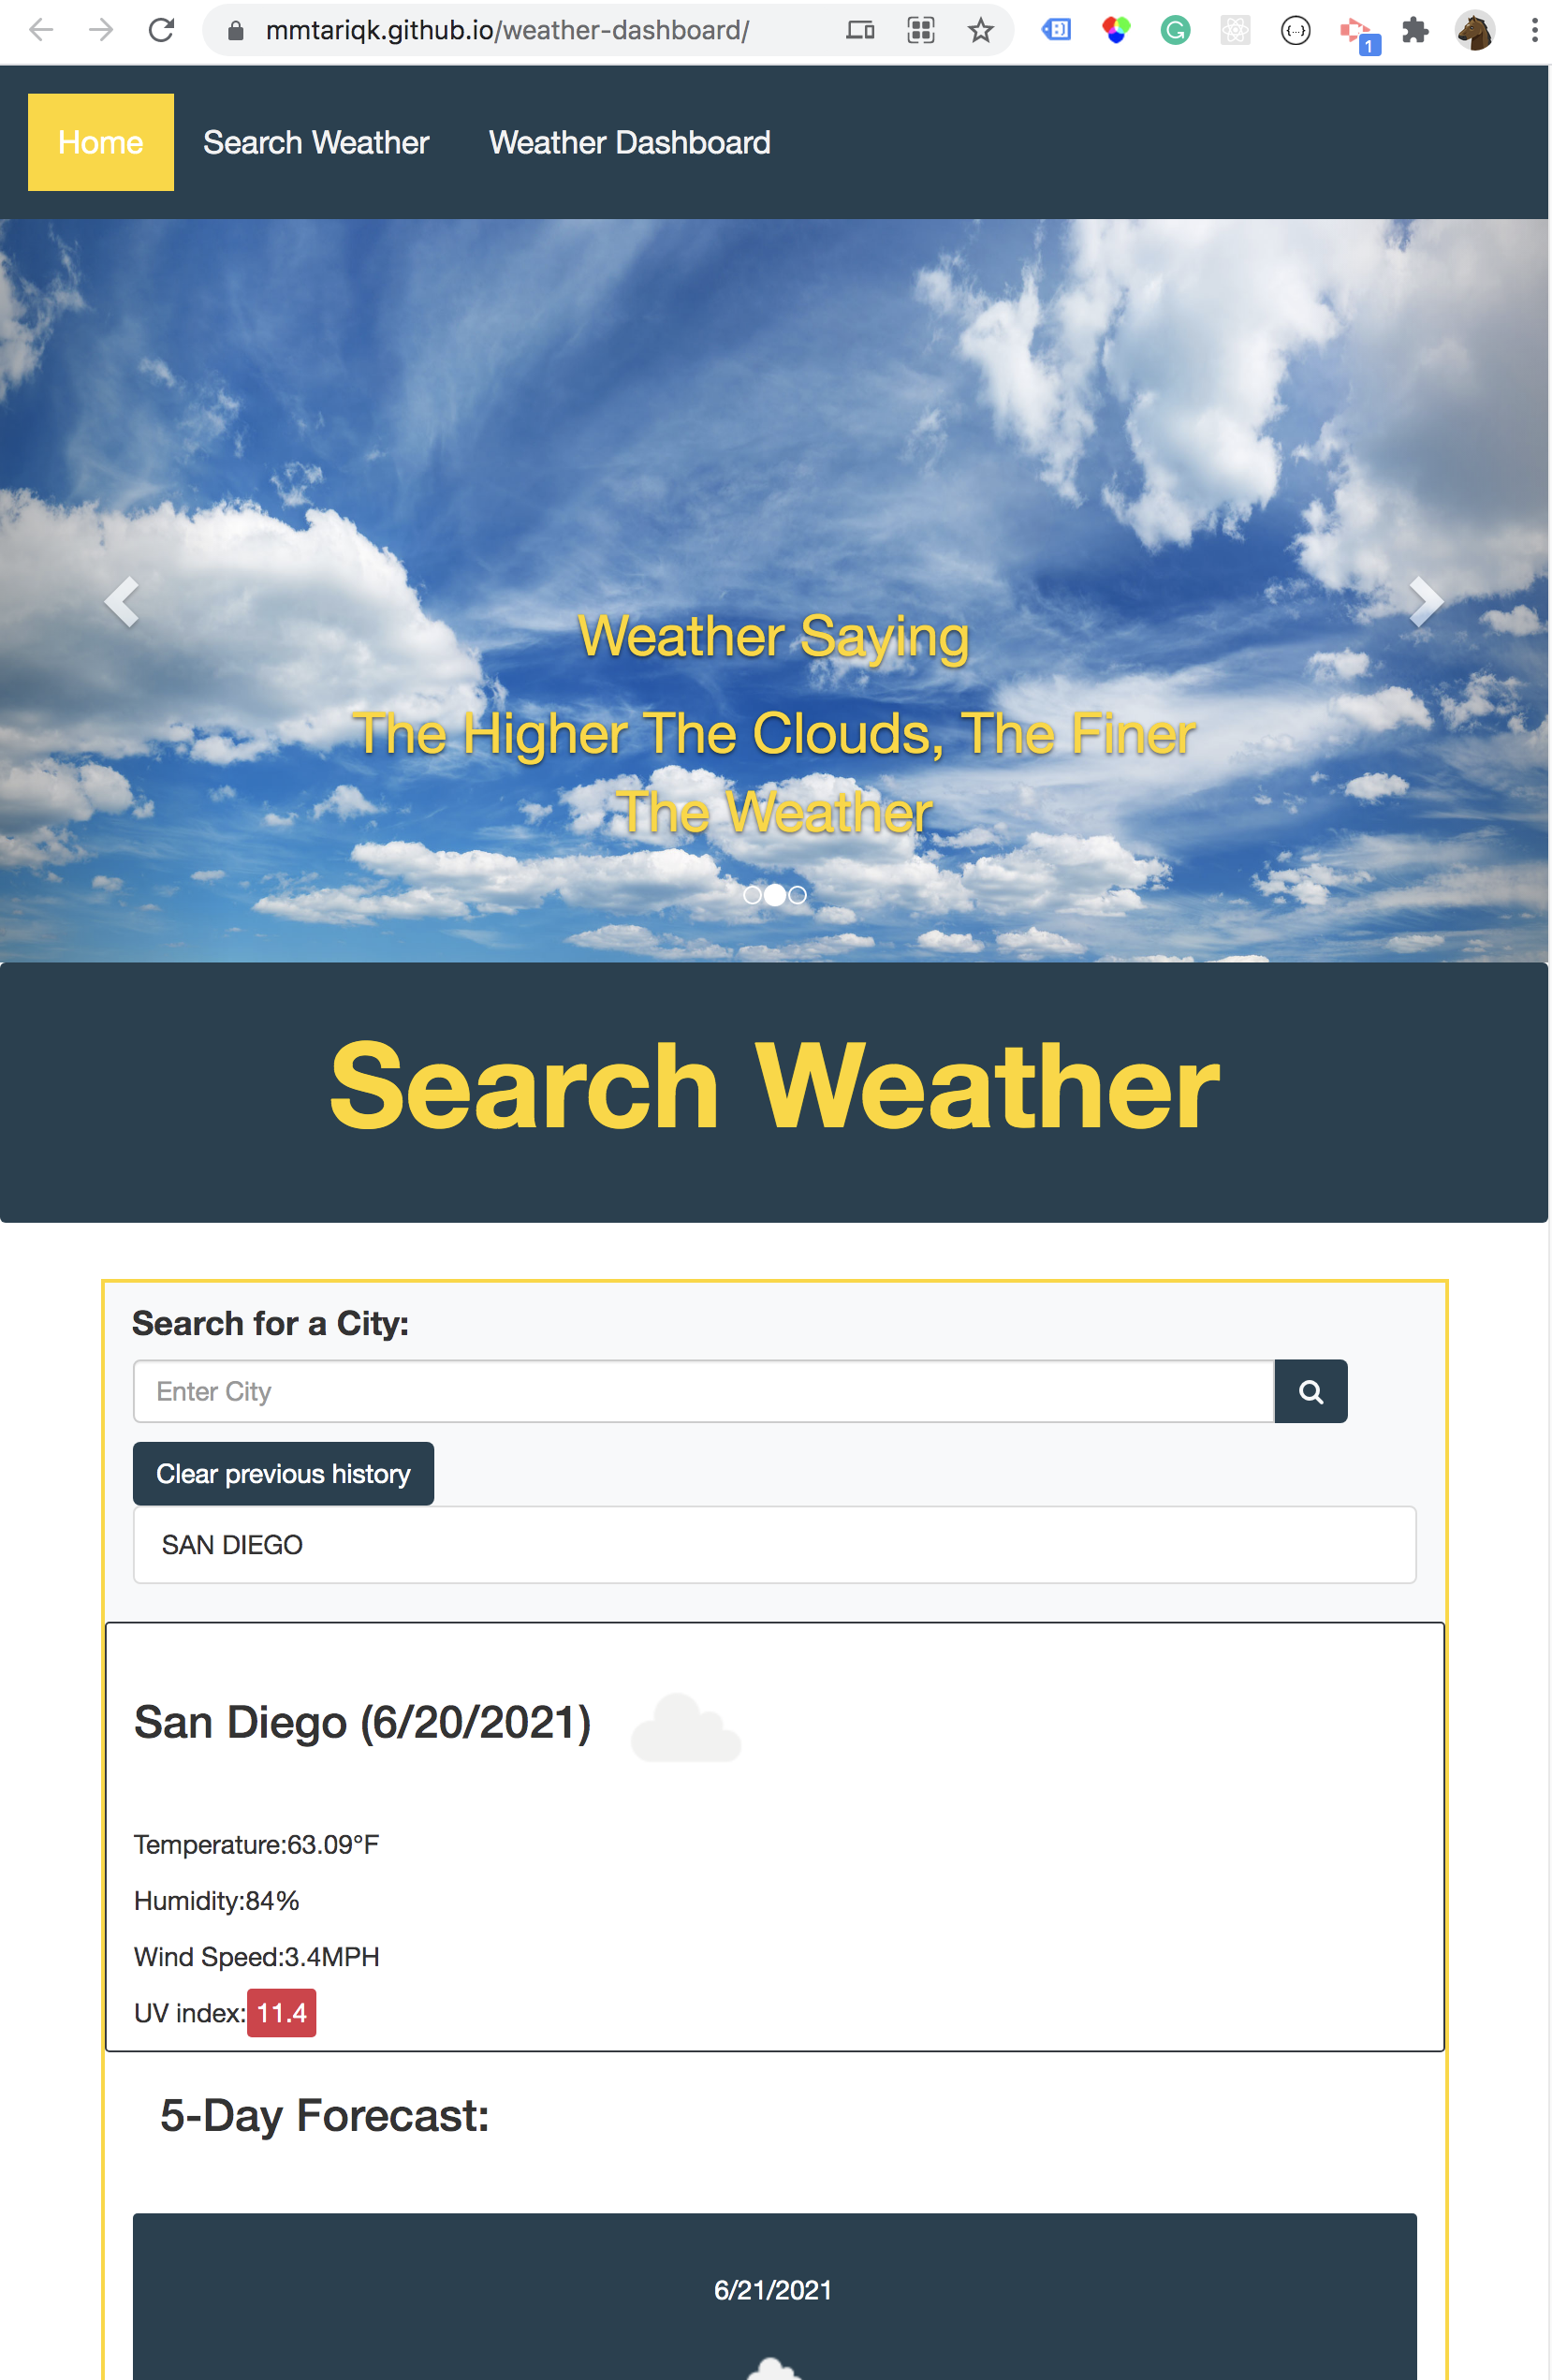 mmtariqk.github.io/weather-dashboard/
1
Home Search Weather Weather Dashboard
Weather Saying
The Higher The Clouds, The Finer
The Weather
Search Weather
Search for a City:
Enter City
Clear previous history
SAN DIEGO
San Diego (6/20/2021)
Temperature:63.09°F
Humidity:84%
Wind Speed:3.4MPH
UV index:11.4
5-Day Forecast:
6/21/2021